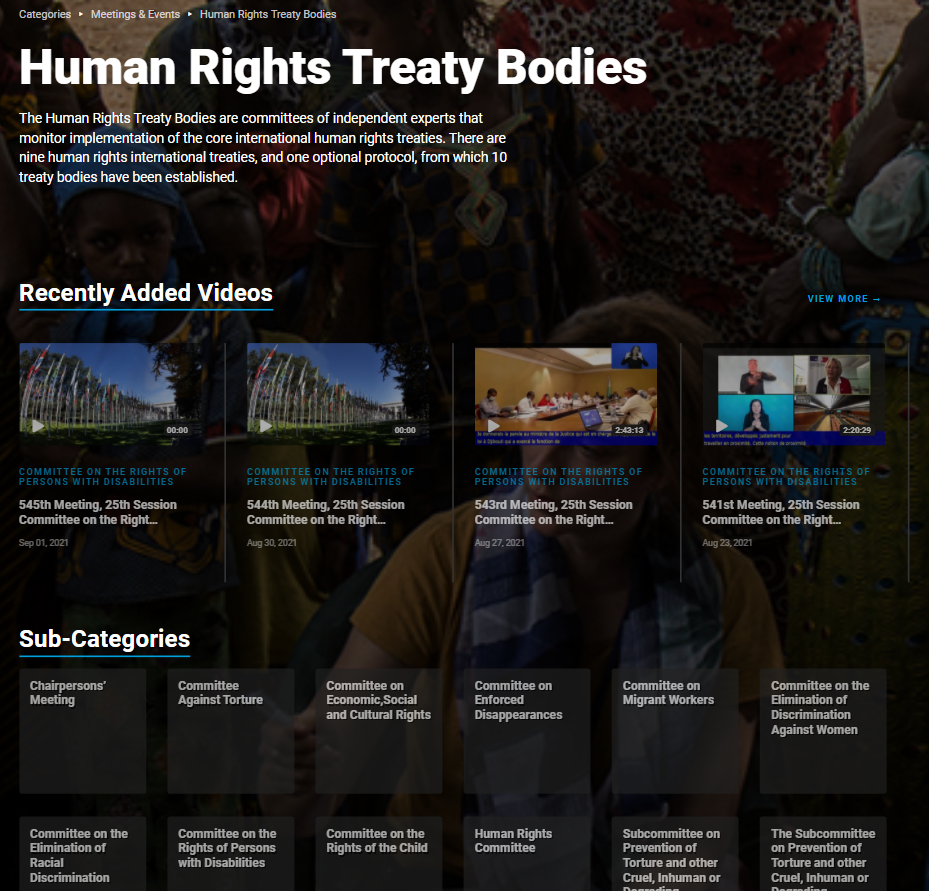 Categories ▸ Meetings & Events ▸ Human Rights Treaty Bodies
Human Rights Treaty Bodies
The Human Rights Treaty Bodies are committees of independent experts that
monitor implementation of the core international human rights treaties. There are
nine human rights international treaties, and one optional protocol, from which 10
treaty bodies have been established.
Recently Added Videos
VIEW MORE →
00:00
COMMITTEE ON THE RIGHTS OF
PERSONS WITH DISABILITIES
545th Meeting, 25th Session
Committee on the Right...
Sep 01, 2021
00:00
COMMITTEE ON THE RIGHTS OF
PERSONS WITH DISABILITIES
544th Meeting, 25th Session
Committee on the Right...
Aug 30, 2021
2:43:13
COMMITTEE ON THE RIGHTS OF
PERSONS WITH DISABILITIES
543rd Meeting, 25th Session
Committee on the Right...
Aug 27, 2021
2:20:29
COMMITTEE ON THE RIGHTS OF
PERSONS WITH DISABILITIES
541st Meeting, 25th Session
Committee on the Right...
Aug 23, 2021
Sub-Categories
Chairpersons'
Meeting
Committee
Against Torture
Committee on
Economic,Social
and Cultural Rights
Committee on
Enforced
Disappearances
Committee on
Migrant Workers
Committee on the
Elimination of
Discrimination
Against Women
Committee on the
Elimination of
Racial
Discrimination
Committee on the
Rights of Persons
with Disabilities
Committee on the
Rights of the Child
Human Rights
Committee
Subcommittee on
Prevention of
Torture and other
Cruel, Inhuman or
The Subcommittee
on Prevention of
Torture and other
Cruel, Inhuman or